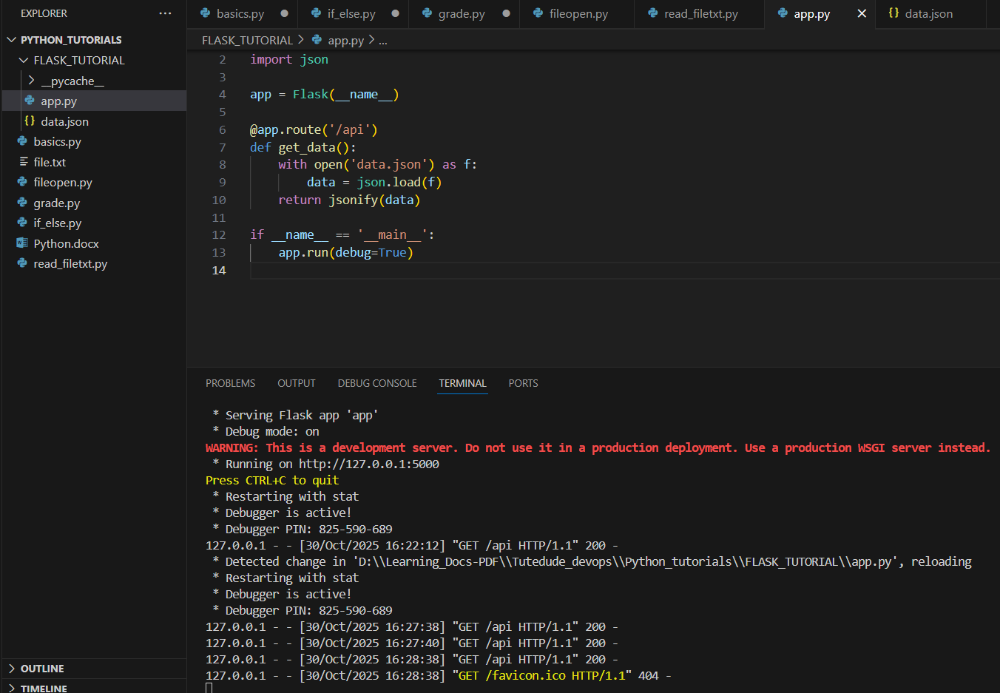 EXPLORER
PYTHON_TUTORIALS
FLASK_TUTORIAL
__pycache__
app.py
data.json
basics.py
file.txt
fileopen.py
grade.py
if_else.py
Python.docx
read_filetxt.py
OUTLINE
TIMELINE
basics.py if_else.py grade.py fileopen.py read_filetxt.py app.py data.json
FLASK_TUTORIAL > app.py > ...
2 import json
3
4 app = Flask(__name__)
5
6 @app.route('/api')
7 def get_data():
8     with open('data.json') as f:
9         data = json.load(f)
10     return jsonify(data)
11
12 if __name__ == '__main__':
13     app.run(debug=True)
14
PROBLEMS OUTPUT DEBUG CONSOLE TERMINAL PORTS
* Serving Flask app 'app'
* Debug mode: on
WARNING: This is a development server. Do not use it in a production deployment. Use a production WSGI server instead.
* Running on http://127.0.0.1:5000
Press CTRL+C to quit
* Restarting with stat
* Debugger is active!
* Debugger PIN: 825-590-689
127.0.0.1 - - [30/Oct/2025 16:22:12] "GET /api HTTP/1.1" 200 -
* Detected change in 'D:\\Learning_Docs-PDF\\Tutedude_devops\\Python_tutorials\\FLASK_TUTORIAL\\app.py', reloading
* Restarting with stat
* Debugger is active!
* Debugger PIN: 825-590-689
127.0.0.1 - - [30/Oct/2025 16:27:38] "GET /api HTTP/1.1" 200 -
127.0.0.1 - - [30/Oct/2025 16:27:40] "GET /api HTTP/1.1" 200 -
127.0.0.1 - - [30/Oct/2025 16:28:38] "GET /api HTTP/1.1" 200 -
127.0.0.1 - - [30/Oct/2025 16:28:38] "GET /favicon.ico HTTP/1.1" 404 -